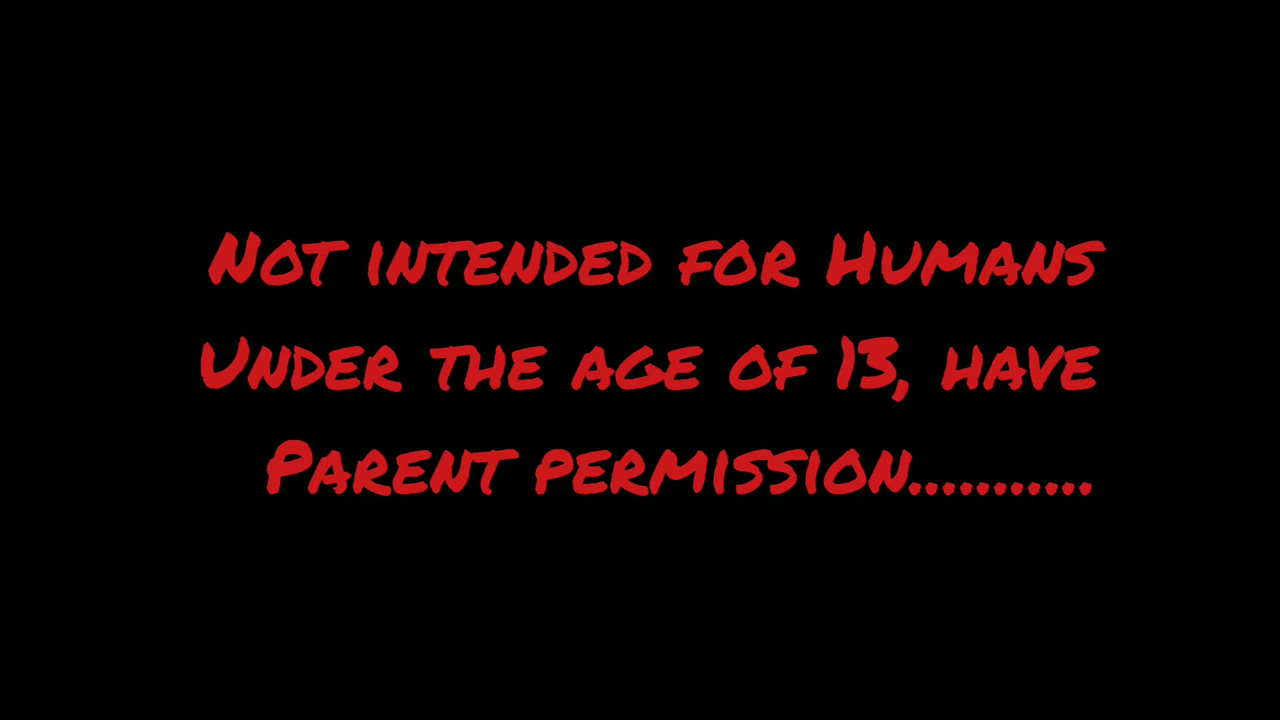 Not intended for Humans
Under the age of 13, have
Parent permission...........